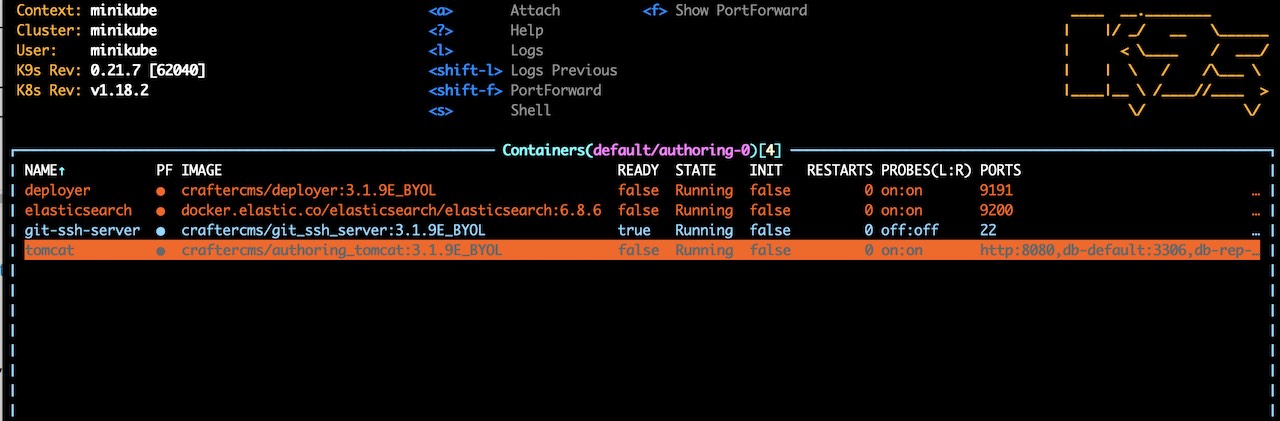 Context: minikube <a> Attach <f> Show PortForward
Cluster: minikube <?> Help
User: minikube <l> Logs
K9s Rev: 0.21.7 [62040] <shift-l> Logs Previous
K8s Rev: v1.18.2 <shift-f> PortForward
<s> Shell
Containers(default/authoring-0)[4]
NAME↑ PF IMAGE READY STATE INIT RESTARTS PROBES(L:R) PORTS
deployer ● craftercms/deployer:3.1.9E_BYOL false Running false 0 on:on 9191 …
elasticsearch ● docker.elastic.co/elasticsearch/elasticsearch:6.8.6 false Running false 0 on:on 9200 …
git-ssh-server ● craftercms/git_ssh_server:3.1.9E_BYOL true Running false 0 off:off 22 …
tomcat ● craftercms/authoring_tomcat:3.1.9E_BYOL false Running false 0 on:on http:8080,db-default:3306,db-rep-…